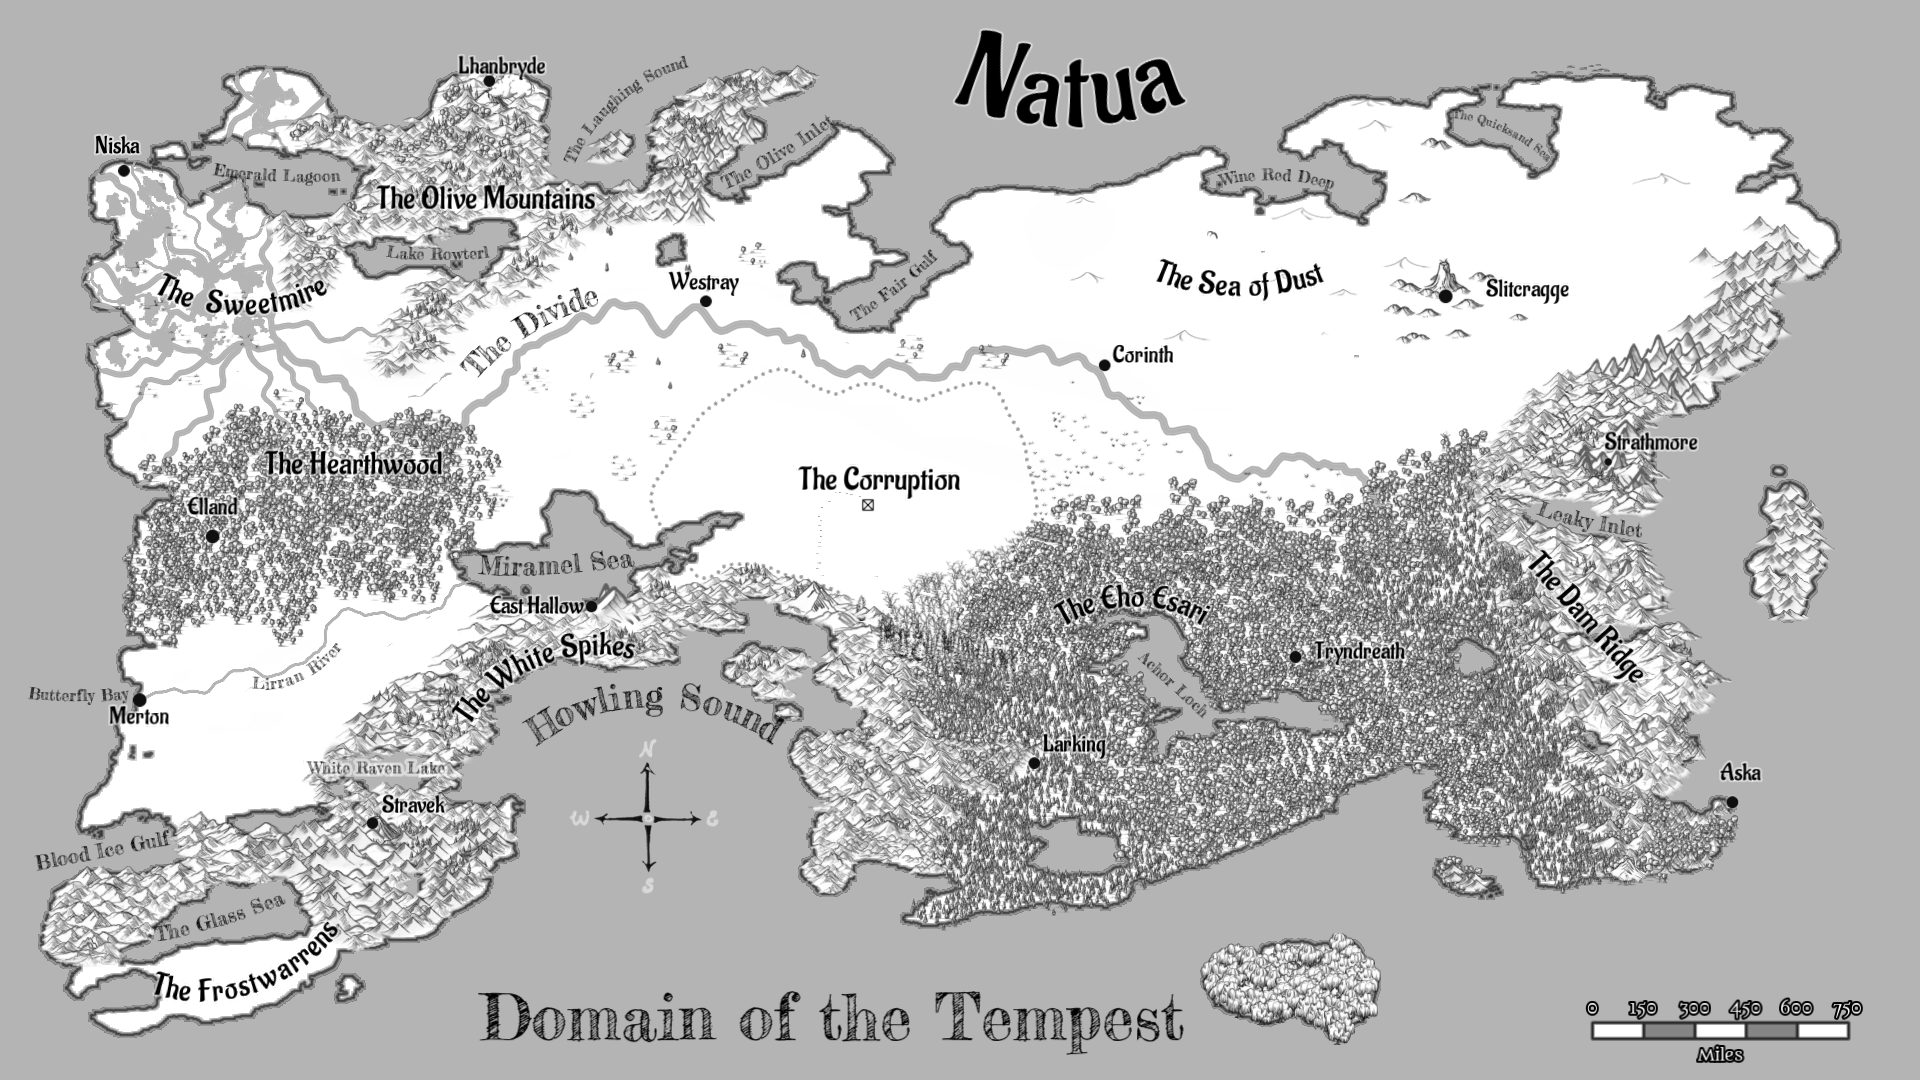 Natua
Lhanbryde
The Laughing Sound
Niska
Emerald Lagoon
The Olive Inlet
The Quicksand Sea
Wine Red Deep
The Olive Mountains
Lake Rowterl
The Sweetmire
The Divide
Westray
The Fair Gulf
The Sea of Dust
Slitcragge
Corinth
The Hearthwood
Elland
The Corruption
Strathmore
Leaky Inlet
Miramel Sea
East Hallow
The White Spikes
The Eho Esari
The Dam Ridge
Tryndreath
Achor Loch
Lirran River
Butterfly Bay
Merton
Howling Sound
Larking
N
W E
S
White Raven Lake
Stravek
Aska
Blood Ice Gulf
The Glass Sea
The Frostwarrens
Domain of the Tempest
0 150 300 450 600 750
Miles